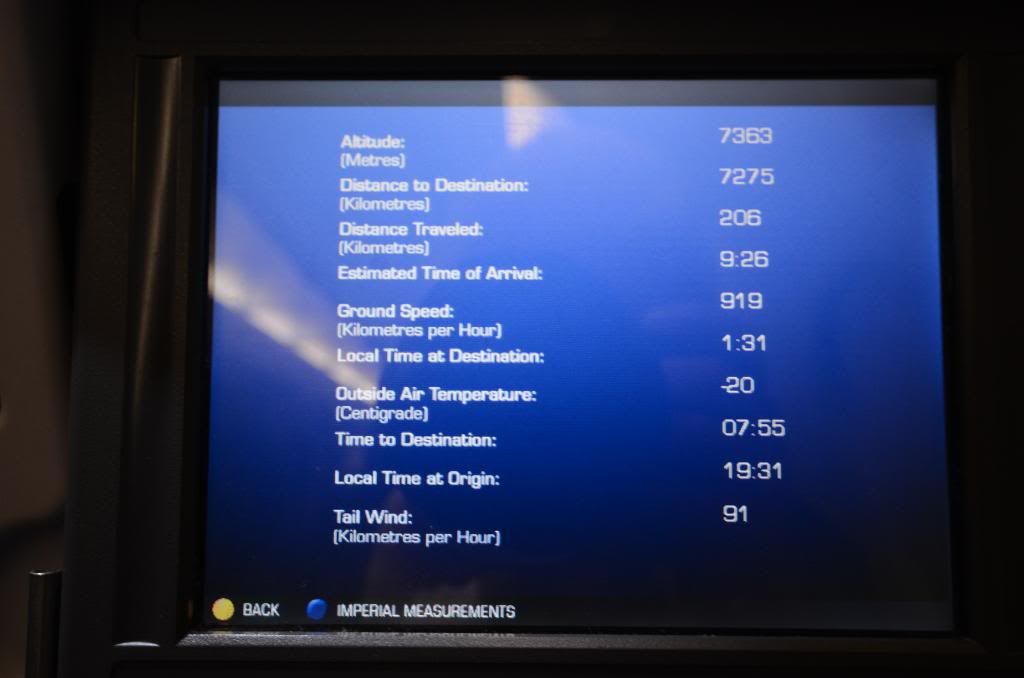 Altitude: 7363
(Metres)
Distance to Destination: 7275
(Kilometres)
Distance Traveled: 206
(Kilometres)
Estimated Time of Arrival: 9:26
Ground Speed: 919
(Kilometres per Hour)
Local Time at Destination: 1:31
Outside Air Temperature: -20
(Centigrade)
Time to Destination: 07:55
Local Time at Origin: 19:31
Tail Wind: 91
(Kilometres per Hour)
BACK IMPERIAL MEASUREMENTS